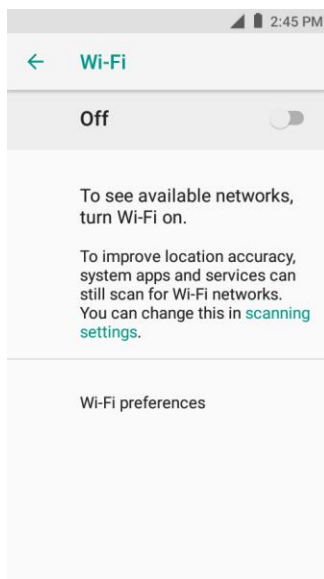 2:45 PM
Wi-Fi
Off
To see available networks,
turn Wi-Fi on.
To improve location accuracy,
system apps and services can
still scan for Wi-Fi networks.
You can change this in scanning
settings.
Wi-Fi preferences